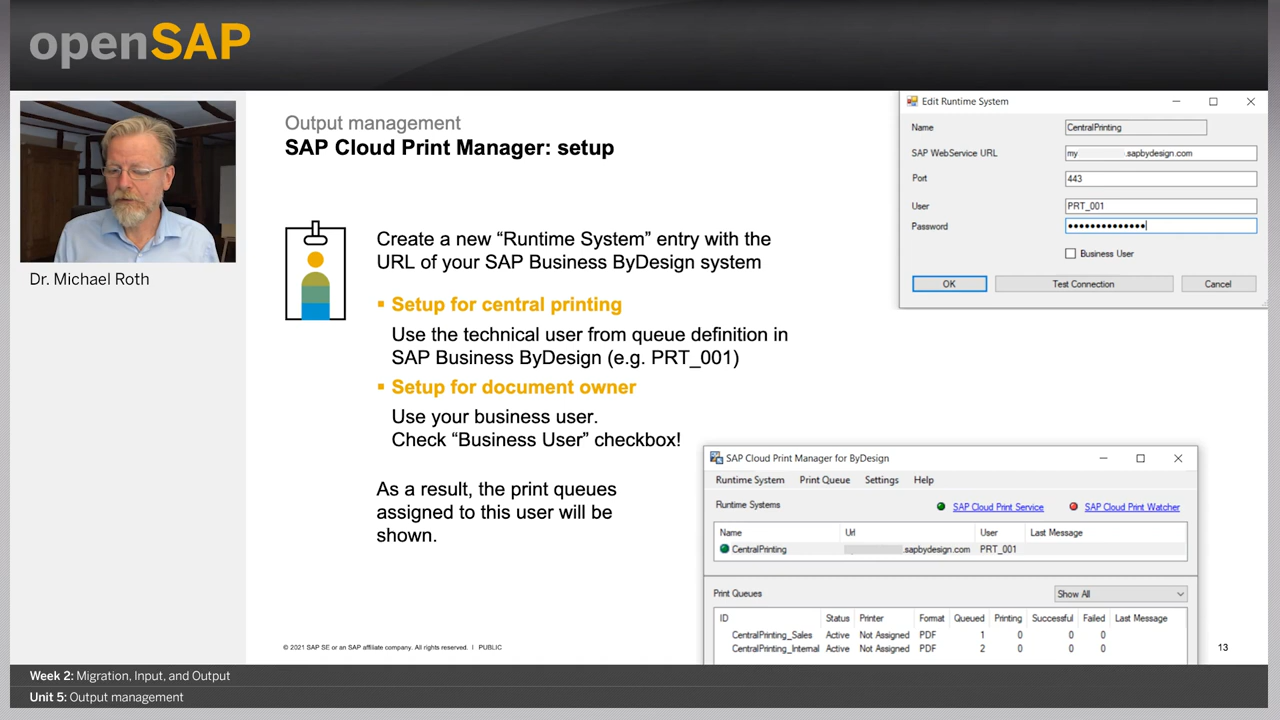 openSAP
Dr. Michael Roth
Output management
SAP Cloud Print Manager: setup
Create a new “Runtime System” entry with the
URL of your SAP Business ByDesign system
Setup for central printing
Use the technical user from queue definition in
SAP Business ByDesign (e.g. PRT_001)
Setup for document owner
Use your business user.
Check “Business User” checkbox!
As a result, the print queues
assigned to this user will be
shown.
Edit Runtime System
Name CentralPrinting
SAP WebService URL my .sapbydesign.com
Port 443
User PRT_001
Password ••••••••••••••
Business User
OK Test Connection Cancel
SAP Cloud Print Manager for ByDesign
Runtime System Print Queue Settings Help
Runtime Systems SAP Cloud Print Service SAP Cloud Print Watcher
Name Url User Last Message
CentralPrinting .sapbydesign.com PRT_001
Print Queues Show All
ID Status Printer Format Queued Printing Successful Failed Last Message
CentralPrinting_Sales Active Not Assigned PDF 1 0 0 0
CentralPrinting_Internal Active Not Assigned PDF 2 0 0 0
© 2021 SAP SE or an SAP affiliate company. All rights reserved. I PUBLIC
13
Week 2: Migration, Input, and Output
Unit 5: Output management